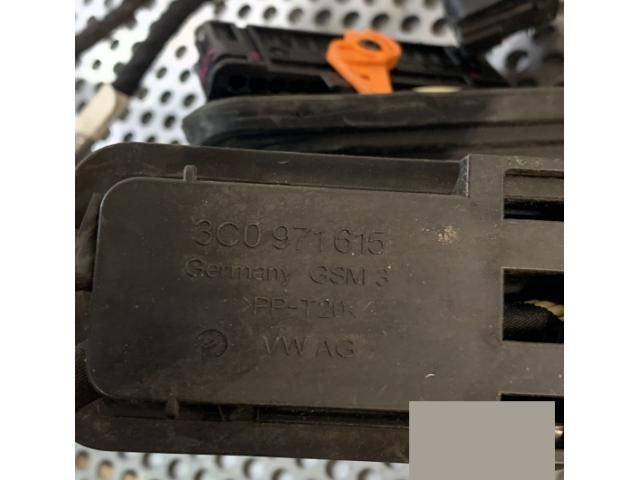 3C0 971 615
Germany GSM 3
>PP-T20<
VW AG